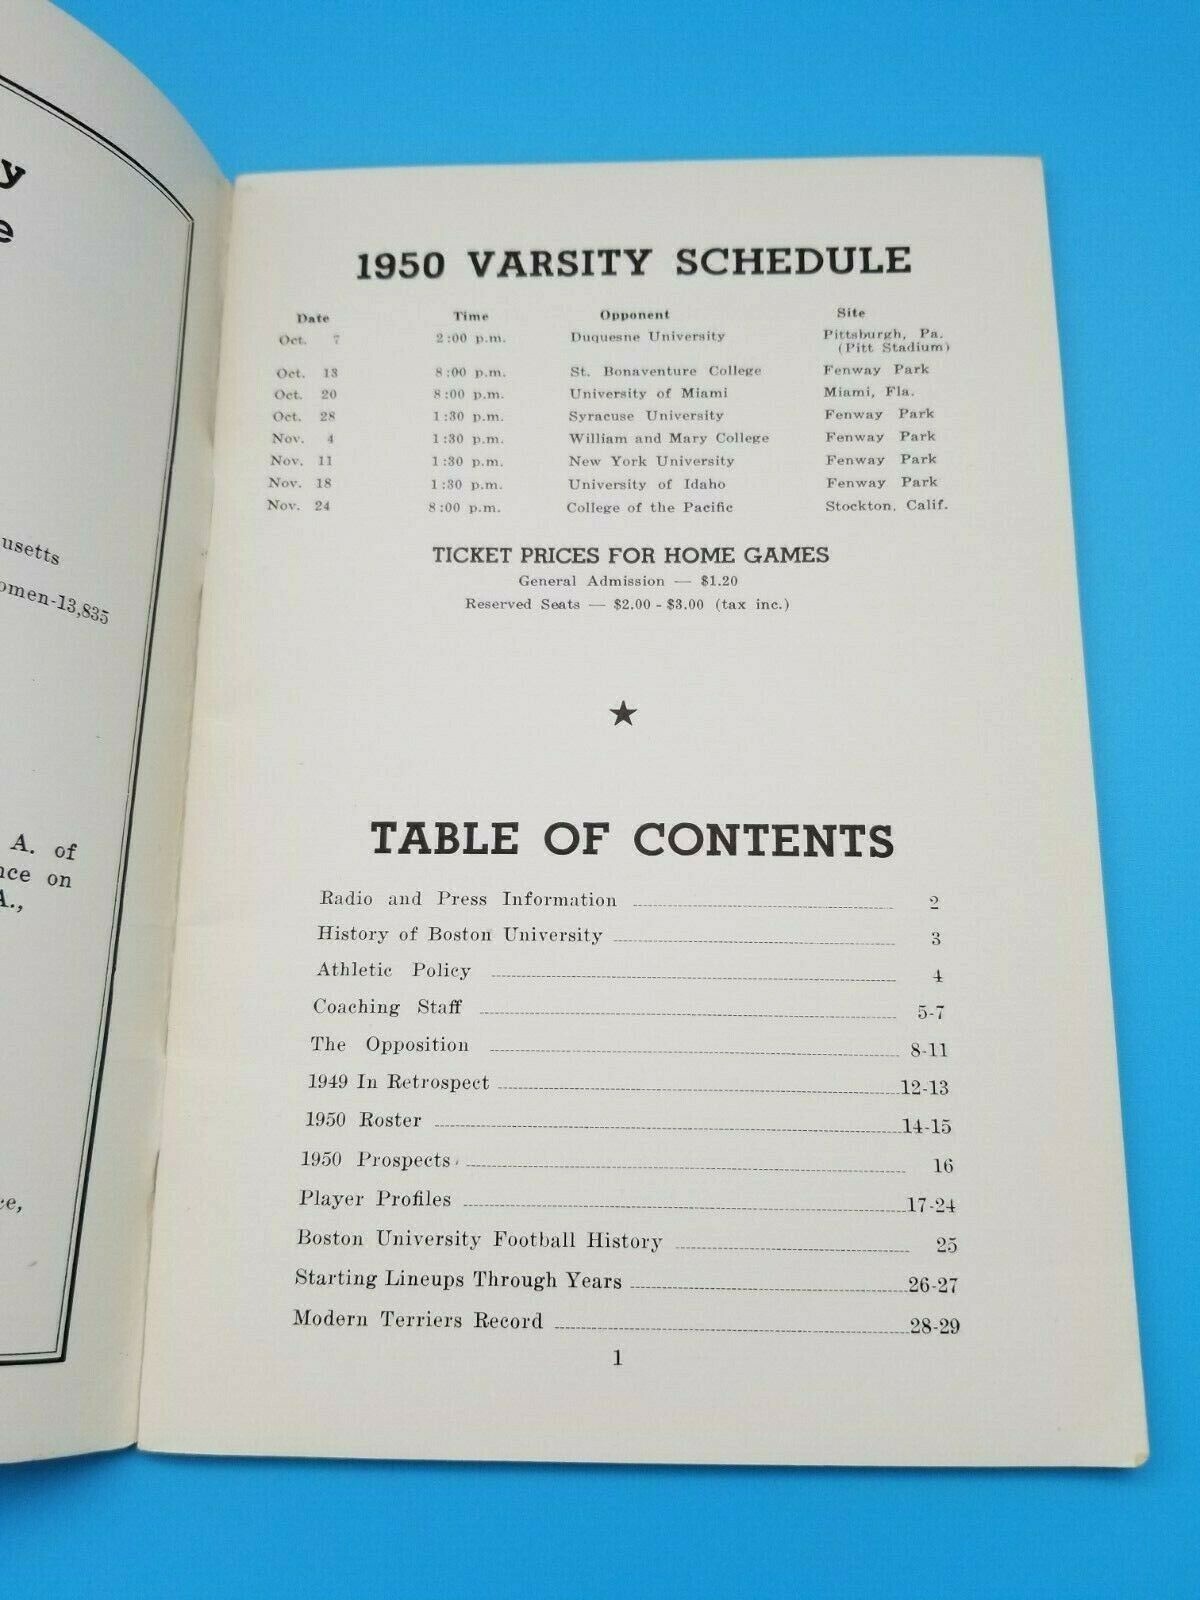 y
e
usetts
omen-13,835
A. of
nce on
A.,
ce,
1950 VARSITY SCHEDULE
Date Time Opponent Site
Oct. 7 2:00 p.m. Duquesne University Pittsburgh, Pa.
(Pitt Stadium)
Oct. 13 8:00 p.m. St. Bonaventure College Fenway Park
Oct. 20 8:00 p.m. University of Miami Miami, Fla.
Oct. 28 1:30 p.m. Syracuse University Fenway Park
Nov. 4 1:30 p.m. William and Mary College Fenway Park
Nov. 11 1:30 p.m. New York University Fenway Park
Nov. 18 1:30 p.m. University of Idaho Fenway Park
Nov. 24 8:00 p.m. College of the Pacific Stockton, Calif.
TICKET PRICES FOR HOME GAMES
General Admission — $1.20
Reserved Seats — $2.00 - $3.00 (tax inc.)
★
TABLE OF CONTENTS
Radio and Press Information 2
History of Boston University 3
Athletic Policy 4
Coaching Staff 5-7
The Opposition 8-11
1949 In Retrospect 12-13
1950 Roster 14-15
1950 Prospects 16
Player Profiles 17-24
Boston University Football History 25
Starting Lineups Through Years 26-27
Modern Terriers Record 28-29
1